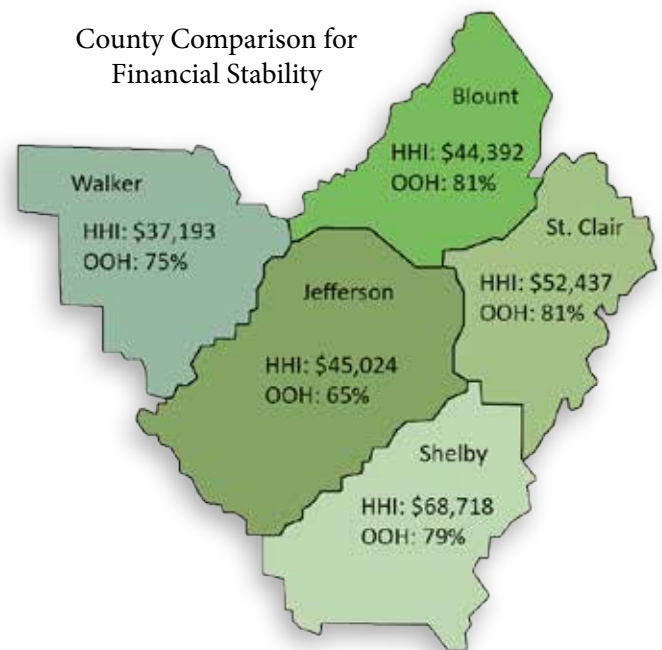 County Comparison for
Financial Stability
Blount
HHI: $44,392
OOH: 81%
Walker
HHI: $37,193
OOH: 75%
St. Clair
HHI: $52,437
OOH: 81%
Jefferson
HHI: $45,024
OOH: 65%
Shelby
HHI: $68,718
OOH: 79%